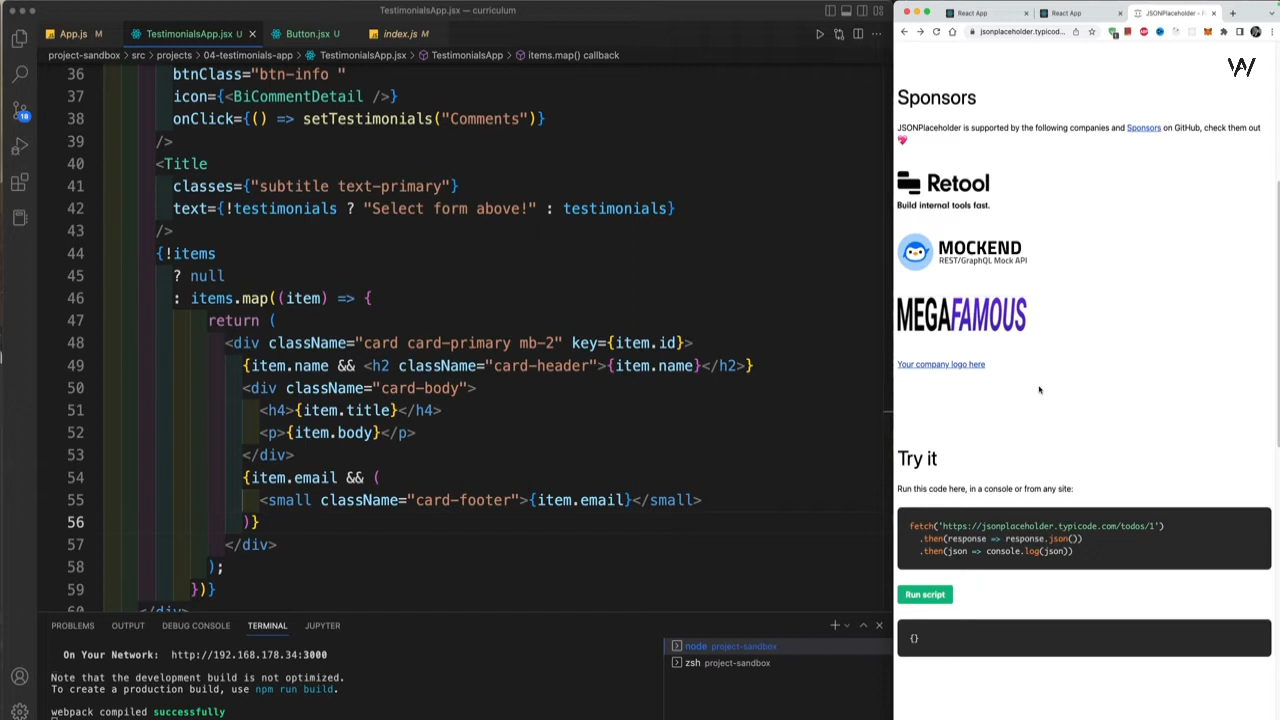 TestimonialsApp.jsx — curriculum
App.js M
TestimonialsApp.jsx U
Button.jsx U
index.js M
project-sandbox > src > projects > 04-testimonials-app > TestimonialsApp.jsx > TestimonialsApp > items.map() callback
36 btnClass="btn-info "
37 icon={<BiCommentDetail />}
38 onClick={() => setTestimonials("Comments")}
39 />
40 <Title
41 classes={"subtitle text-primary"}
42 text={!testimonials ? "Select form above!" : testimonials}
43 />
44 {!items
45 ? null
46 : items.map((item) => {
47 return (
48 <div className="card card-primary mb-2" key={item.id}>
49 {item.name && <h2 className="card-header">{item.name}</h2>}
50 <div className="card-body">
51 <h4>{item.title}</h4>
52 <p>{item.body}</p>
53 </div>
54 {item.email && (
55 <small className="card-footer">{item.email}</small>
56 )}
57 </div>
58 );
59 })}
60 </div>
18
PROBLEMS OUTPUT DEBUG CONSOLE TERMINAL JUPYTER
On Your Network: http://192.168.178.34:3000
Note that the development build is not optimized.
To create a production build, use npm run build.
webpack compiled successfully
node project-sandbox
zsh project-sandbox
React App
React App
JSONPlaceholder - F
jsonplaceholder.typicod...
W
Sponsors
JSONPlaceholder is supported by the following companies and Sponsors on GitHub, check them out
💖
Retool
Build internal tools fast.
MOCKEND
REST/GraphQL Mock API
MEGAFAMOUS
Your company logo here
Try it
Run this code here, in a console or from any site:
fetch('https://jsonplaceholder.typicode.com/todos/1')
.then(response => response.json())
.then(json => console.log(json))
Run script
{}